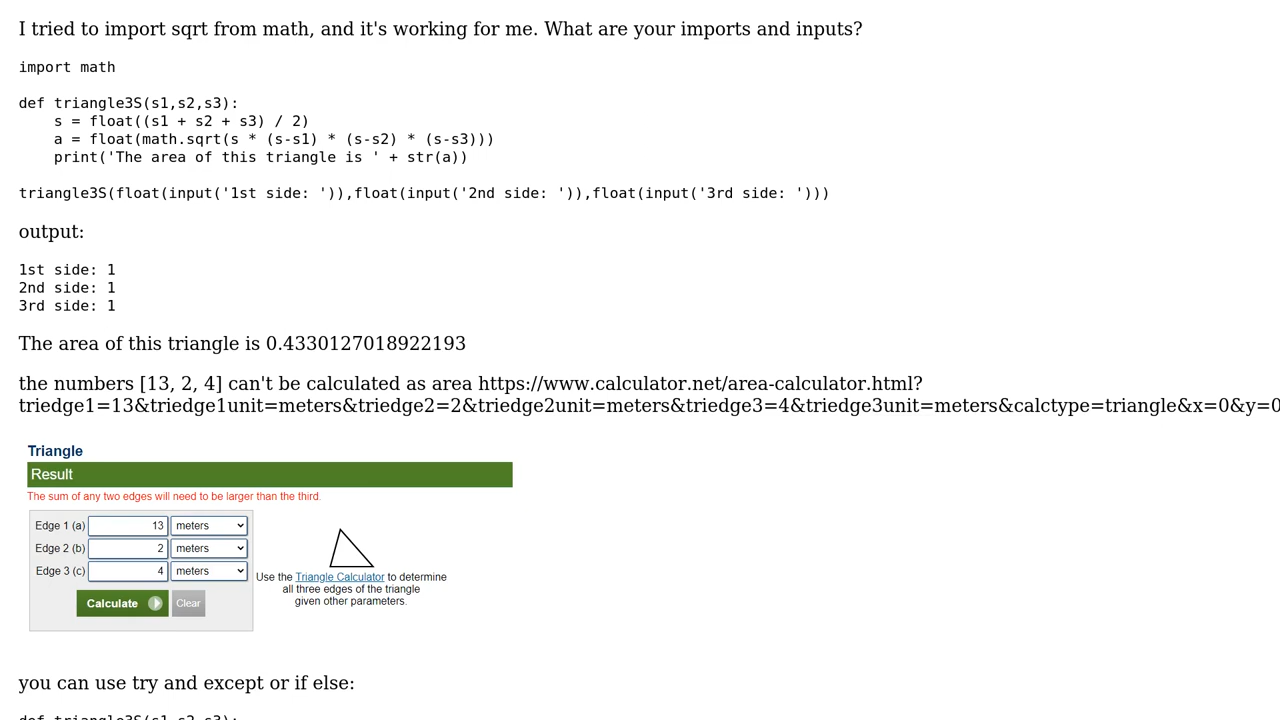 I tried to import sqrt from math, and it's working for me. What are your imports and inputs?
import math
def triangle3S(s1,s2,s3):
    s = float((s1 + s2 + s3) / 2)
    a = float(math.sqrt(s * (s-s1) * (s-s2) * (s-s3)))
    print('The area of this triangle is ' + str(a))
triangle3S(float(input('1st side: ')),float(input('2nd side: ')),float(input('3rd side: ')))
output:
1st side: 1
2nd side: 1
3rd side: 1
The area of this triangle is 0.4330127018922193
the numbers [13, 2, 4] can't be calculated as area https://www.calculator.net/area-calculator.html?
triedge1=13&triedge1unit=meters&triedge2=2&triedge2unit=meters&triedge3=4&triedge3unit=meters&calctype=triangle&x=0&y=0
Triangle
Result
The sum of any two edges will need to be larger than the third.
Edge 1 (a) 13 meters
Edge 2 (b) 2 meters
Edge 3 (c) 4 meters
Calculate Clear
Use the Triangle Calculator to determine
all three edges of the triangle
given other parameters.
you can use try and except or if else:
def triangle3S(s1,s2,s3):